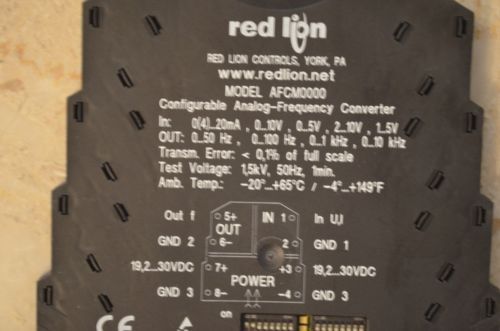 red lion
RED LION CONTROLS, YORK, PA
www.redlion.net
MODEL AFCM0000
Configurable Analog-Frequency Converter
In: 0(4)...20mA , 0...10V , 0...5V , 2...10V , 1...5V
OUT: 0...50 Hz , 0...100 Hz , 0...1 kHz , 0...10 kHz
Transm. Error: < 0,1% of full scale
Test Voltage: 1,5kV, 50Hz, 1min.
Amb. Temp.: -20°...+65°C / -4°...+149°F
Out f 5+ IN 1 In U,I
OUT
GND 2 6- 2 GND 1
19,2...30VDC 7+ +3 19,2...30VDC
POWER
GND 3 8- -4 GND 3
on
CE